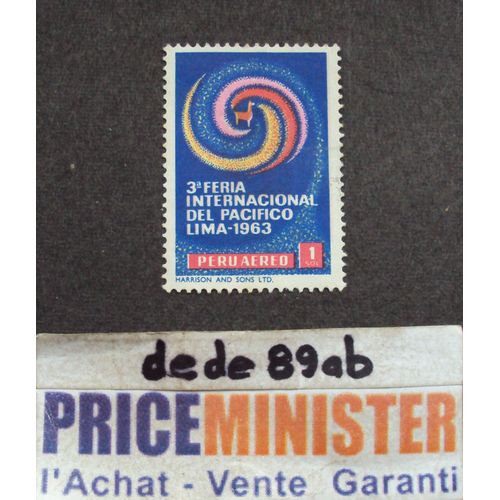 3ª FERIA
INTERNACIONAL
DEL PACIFICO
LIMA-1963
PERU AEREO 1
SOL
HARRISON AND SONS LTD.
dede 89ab
PRICEMINISTER
l'Achat - Vente Garanti